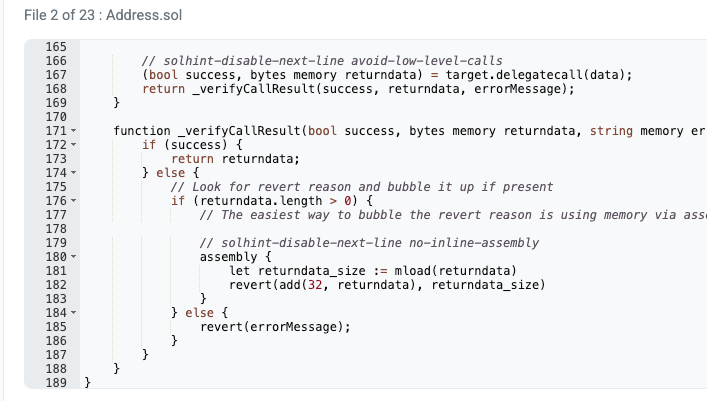 File 2 of 23 : Address.sol
165
166 // solhint-disable-next-line avoid-low-level-calls
167 (bool success, bytes memory returndata) = target.delegatecall(data);
168 return _verifyCallResult(success, returndata, errorMessage);
169 }
170
171 function _verifyCallResult(bool success, bytes memory returndata, string memory er
172 if (success) {
173 return returndata;
174 } else {
175 // Look for revert reason and bubble it up if present
176 if (returndata.length > 0) {
177 // The easiest way to bubble the revert reason is using memory via ass
178
179 // solhint-disable-next-line no-inline-assembly
180 assembly {
181 let returndata_size := mload(returndata)
182 revert(add(32, returndata), returndata_size)
183 }
184 } else {
185 revert(errorMessage);
186 }
187 }
188 }
189 }